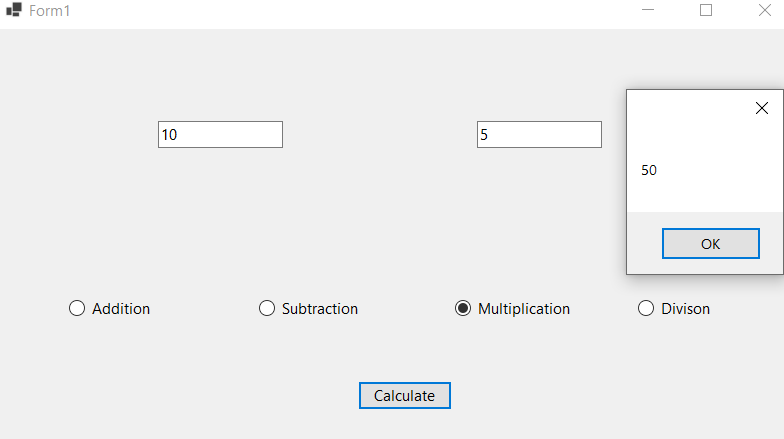 Form1
10
5
50
OK
Addition
Subtraction
Multiplication
Divison
Calculate